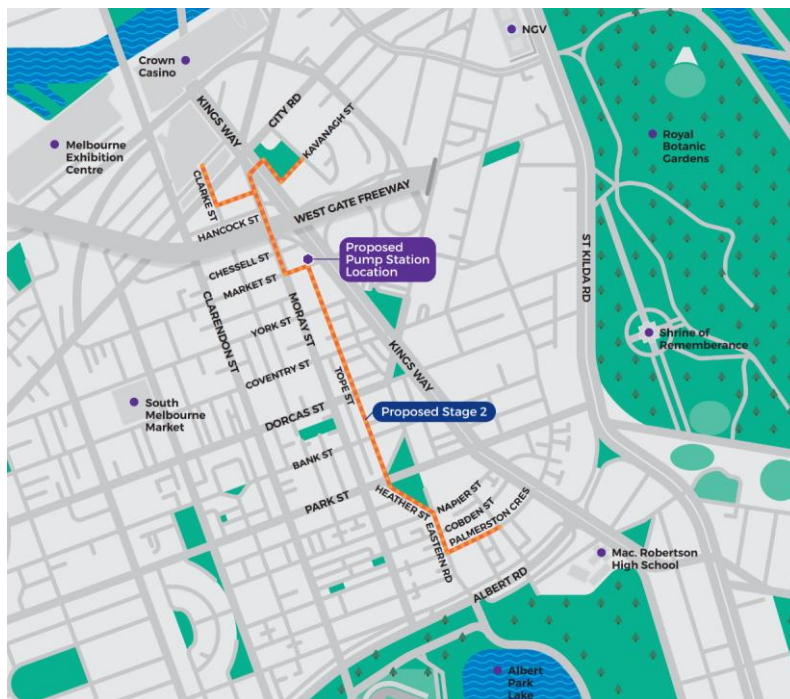 NGV
Crown
Casino
KINGS WAY
CITY RD
KAVANAGH ST
Melbourne
Exhibition
Centre
Royal
Botanic
Gardens
CLARKE ST
HANCOCK ST
WEST GATE FREEWAY
Proposed
Pump Station
Location
CHESSELL ST
MARKET ST
ST KILDA RD
CLARENDON ST
MORAY ST
YORK ST
KINGS WAY
Shrine of
Rememberance
COVENTRY ST
TOPE ST
South
Melbourne
Market
DORCAS ST
Proposed Stage 2
BANK ST
PARK ST
HEATHER ST
NAPIER ST
COBDEN ST
PALMERSTON CRES
EASTERN RD
Mac. Robertson
High School
ALBERT RD
Albert
Park
Lake